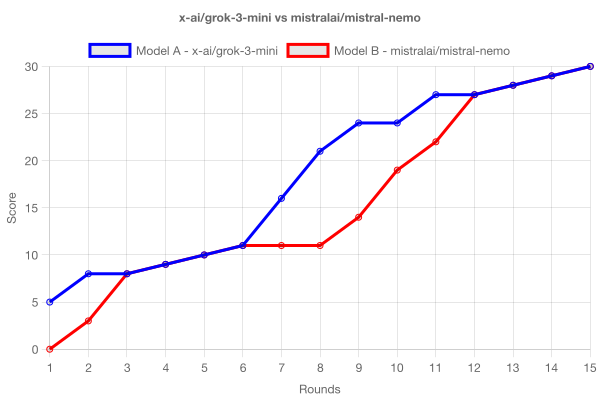 x-ai/grok-3-mini vs mistralai/mistral-nemo
Model A - x-ai/grok-3-mini Model B - mistralai/mistral-nemo
30
25
20
15
10
5
0
Score
1 2 3 4 5 6 7 8 9 10 11 12 13 14 15
Rounds